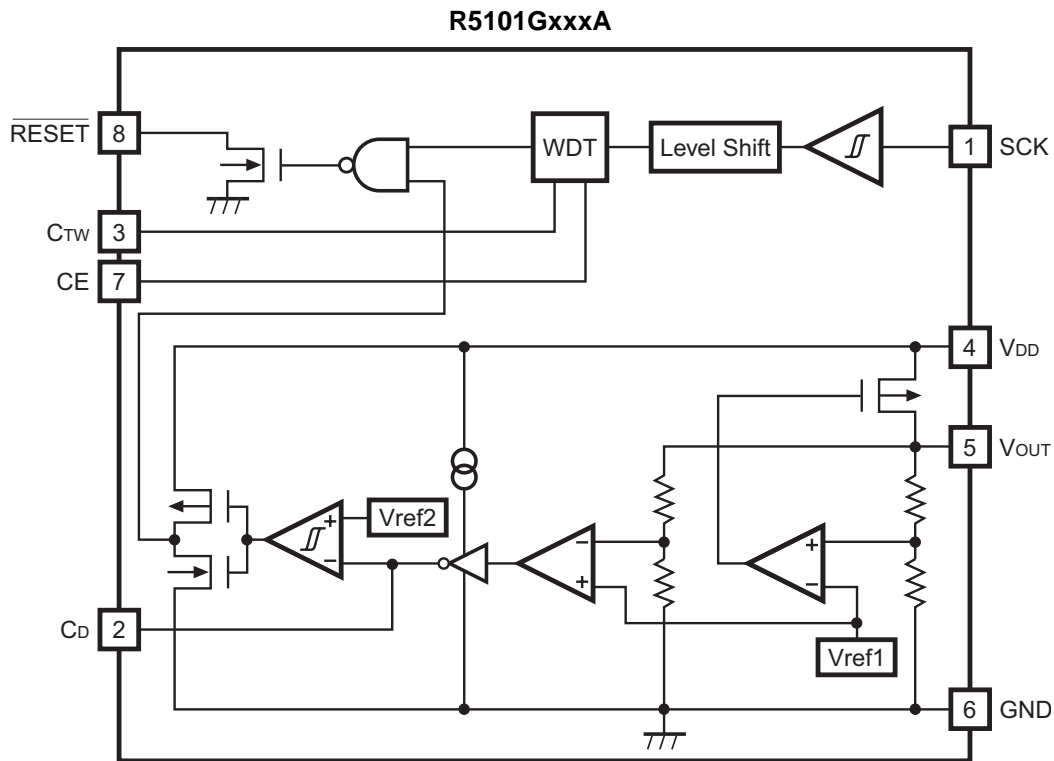 R5101GxxxA
RESET 8
WDT
Level Shift
1 SCK
CTW 3
CE 7
4 VDD
5 VOUT
+
Vref2
−
−
+
+
−
CD 2
Vref1
6 GND